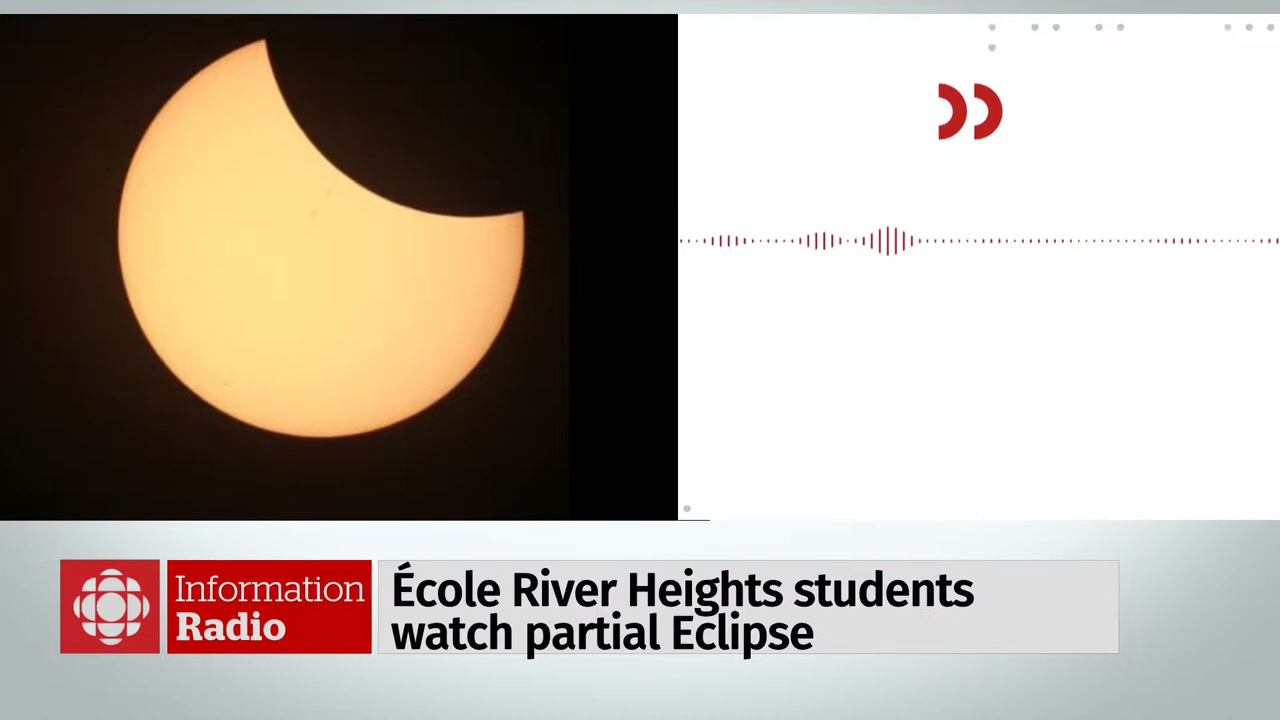 Information
Radio
École River Heights students
watch partial Eclipse